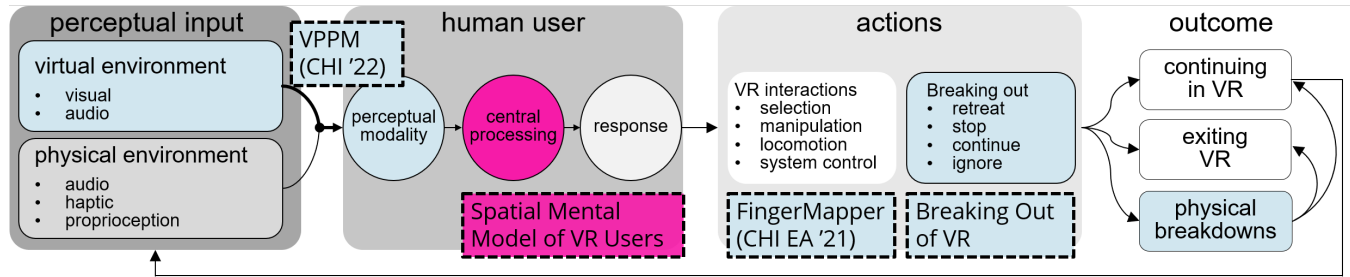 perceptual input
virtual environment
• visual
• audio
physical environment
• audio
• haptic
• proprioception
VPPM
(CHI ’22)
human user
perceptual
modality
central
processing
response
Spatial Mental
Model of VR Users
actions
VR interactions
• selection
• manipulation
• locomotion
• system control
Breaking out
• retreat
• stop
• continue
• ignore
FingerMapper
(CHI EA ’21)
Breaking Out
of VR
outcome
continuing
in VR
exiting
VR
physical
breakdowns